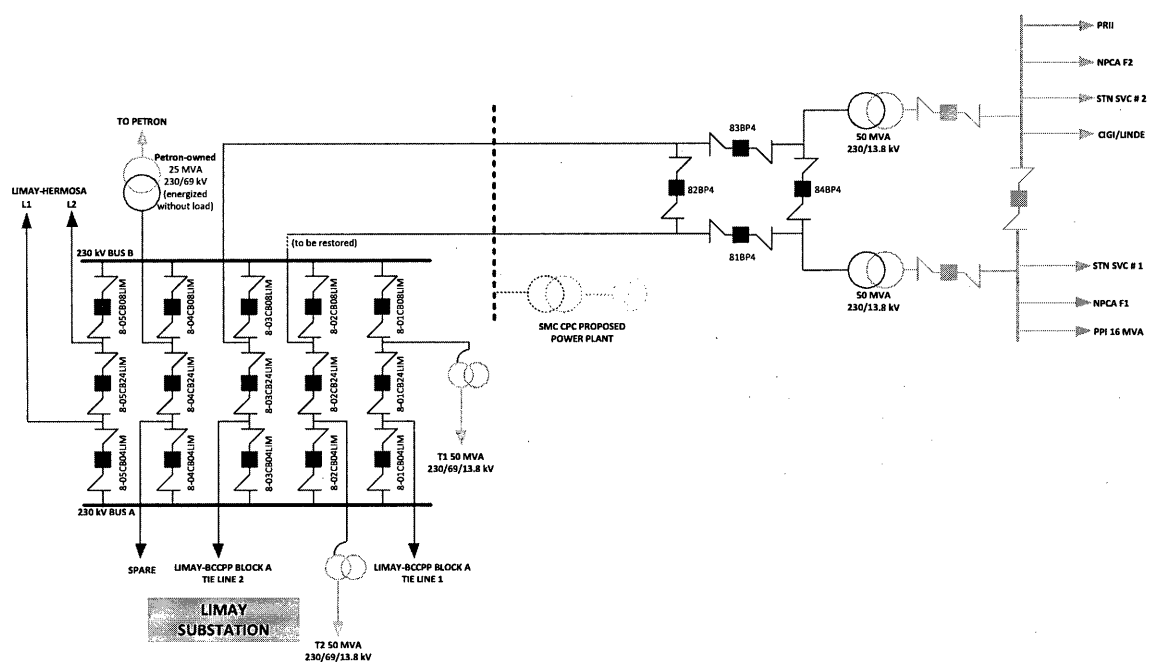 PRII
NPCA F2
STN SVC # 2
CIGI/LINDE
50 MVA
230/13.8 kV
83BP4
82BP4
84BP4
81BP4
50 MVA
230/13.8 kV
STN SVC # 1
NPCA F1
PPI 16 MVA
TO PETRON
Petron-owned
25 MVA
230/69 kV
(energized
without load)
LIMAY-HERMOSA
L1
L2
(to be restored)
230 kV BUS B
SMC CPC PROPOSED
POWER PLANT
8-05CB08LIM
8-04CB08LIM
8-03CB08LIM
8-02CB08LIM
8-01CB08LIM
8-05CB24LIM
8-04CB24LIM
8-03CB24LIM
8-02CB24LIM
8-01CB24LIM
8-05CB04LIM
8-04CB04LIM
8-03CB04LIM
8-02CB04LIM
8-01CB04LIM
T1 50 MVA
230/69/13.8 kV
230 kV BUS A
SPARE
LIMAY-BCCPP BLOCK A
TIE LINE 2
LIMAY-BCCPP BLOCK A
TIE LINE 1
LIMAY
SUBSTATION
T2 50 MVA
230/69/13.8 kV